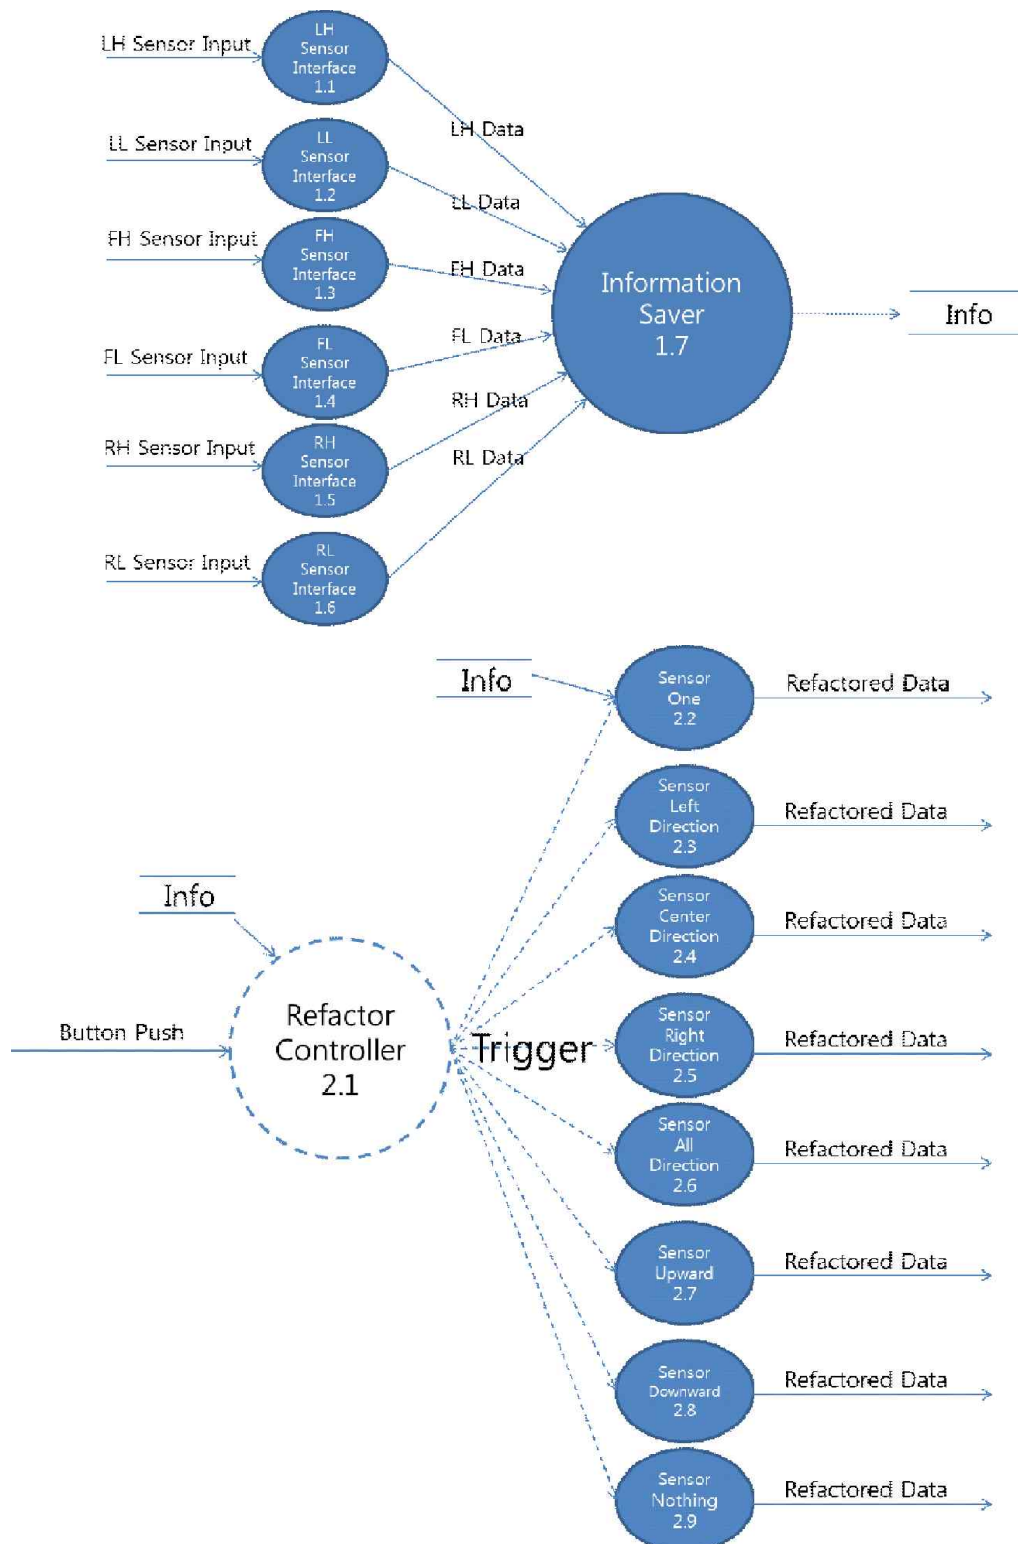 LH Sensor Input
LH
Sensor
Interface
1.1
LH Data
LL Sensor Input
LL
Sensor
Interface
1.2
LL Data
FH Sensor Input
FH
Sensor
Interface
1.3
FH Data
FL Sensor Input
FL
Sensor
Interface
1.4
FL Data
RH Sensor Input
RH
Sensor
Interface
1.5
RH Data
RL Sensor Input
RL
Sensor
Interface
1.6
RL Data
Information
Saver
1.7
Info
Info
Sensor
One
2.2
Refactored Data
Sensor
Left
Direction
2.3
Refactored Data
Info
Sensor
Center
Direction
2.4
Refactored Data
Button Push
Refactor
Controller
2.1
Trigger
Sensor
Right
Direction
2.5
Refactored Data
Sensor
All
Direction
2.6
Refactored Data
Sensor
Upward
2.7
Refactored Data
Sensor
Downward
2.8
Refactored Data
Sensor
Nothing
2.9
Refactored Data